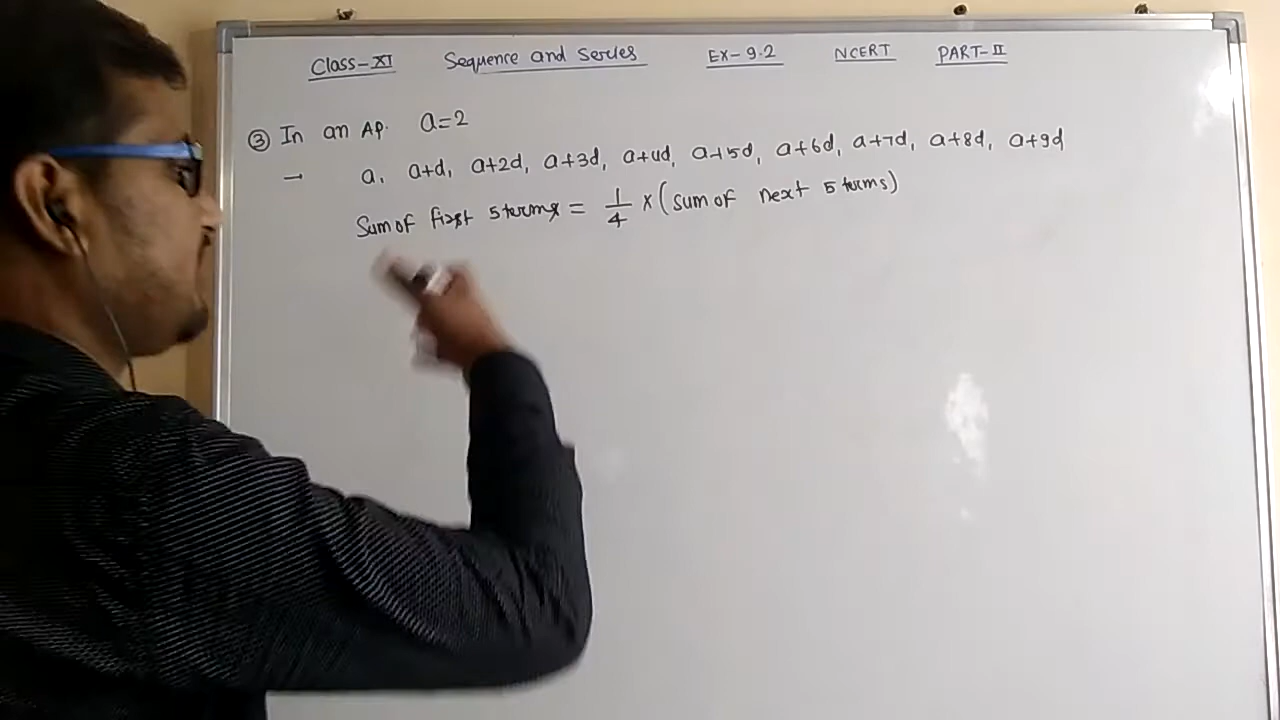 Class-XI Sequence and Series EX-9.2 NCERT PART-II
③ In an AP. a=2
→ a, a+d, a+2d, a+3d, a+4d, a+5d, a+6d, a+7d, a+8d, a+9d
Sum of first 5 terms = 1/4 × (sum of next 5 terms)